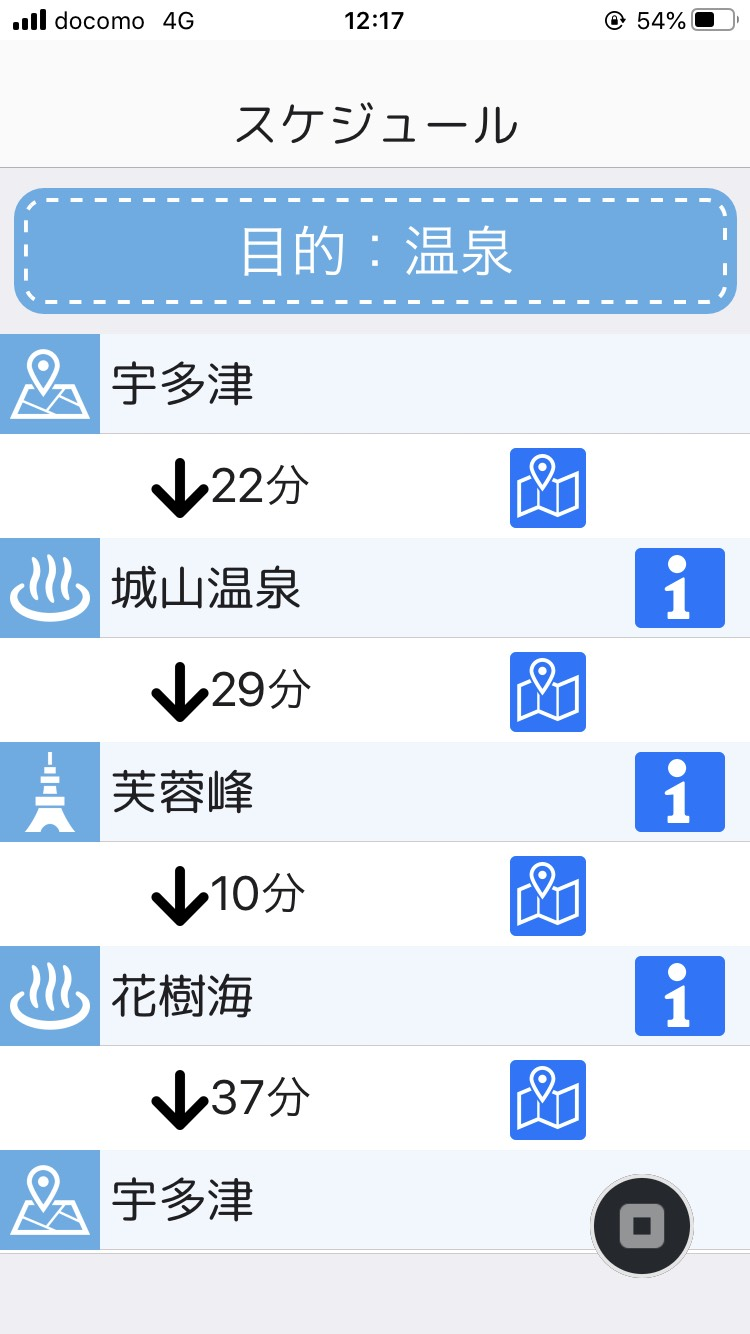 docomo 4G 12:17 54%
スケジュール
目的：温泉
宇多津
22分
城山温泉
29分
芙蓉峰
10分
花樹海
37分
宇多津